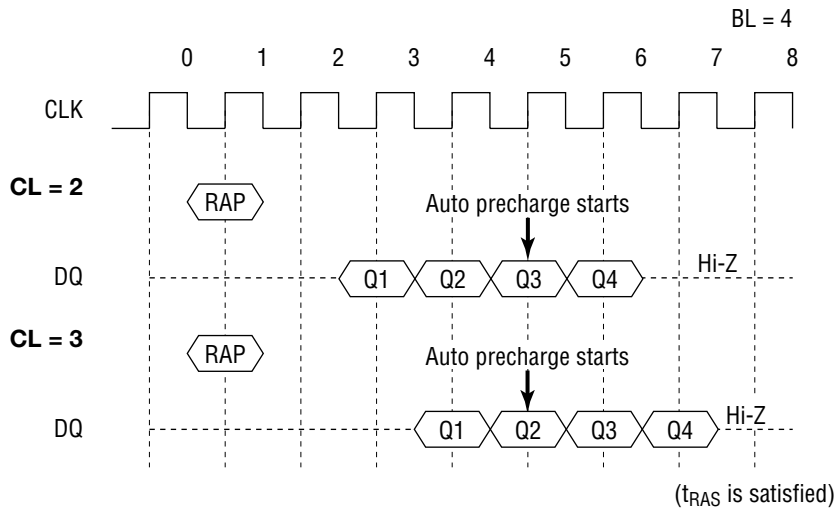 BL = 4
0 1 2 3 4 5 6 7 8
CLK
CL = 2
RAP
Auto precharge starts
DQ
Q1 Q2 Q3 Q4
Hi-Z
CL = 3
RAP
Auto precharge starts
DQ
Q1 Q2 Q3 Q4
Hi-Z
(tRAS is satisfied)